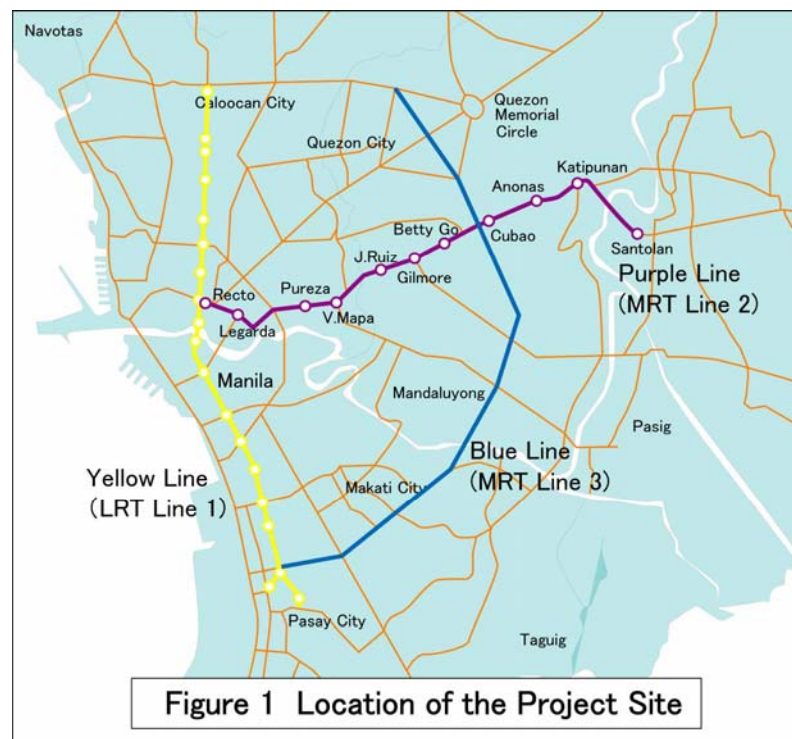 Navotas
Caloocan City
Quezon
Memorial
Circle
Quezon City
Katipunan
Anonas
Betty Go
Cubao
Santolan
J.Ruiz
Gilmore
Purple Line
(MRT Line 2)
Recto
Pureza
V.Mapa
Legarda
Manila
Mandaluyong
Pasig
Blue Line
(MRT Line 3)
Yellow Line
(LRT Line 1)
Makati City
Pasay City
Taguig
Figure 1 Location of the Project Site